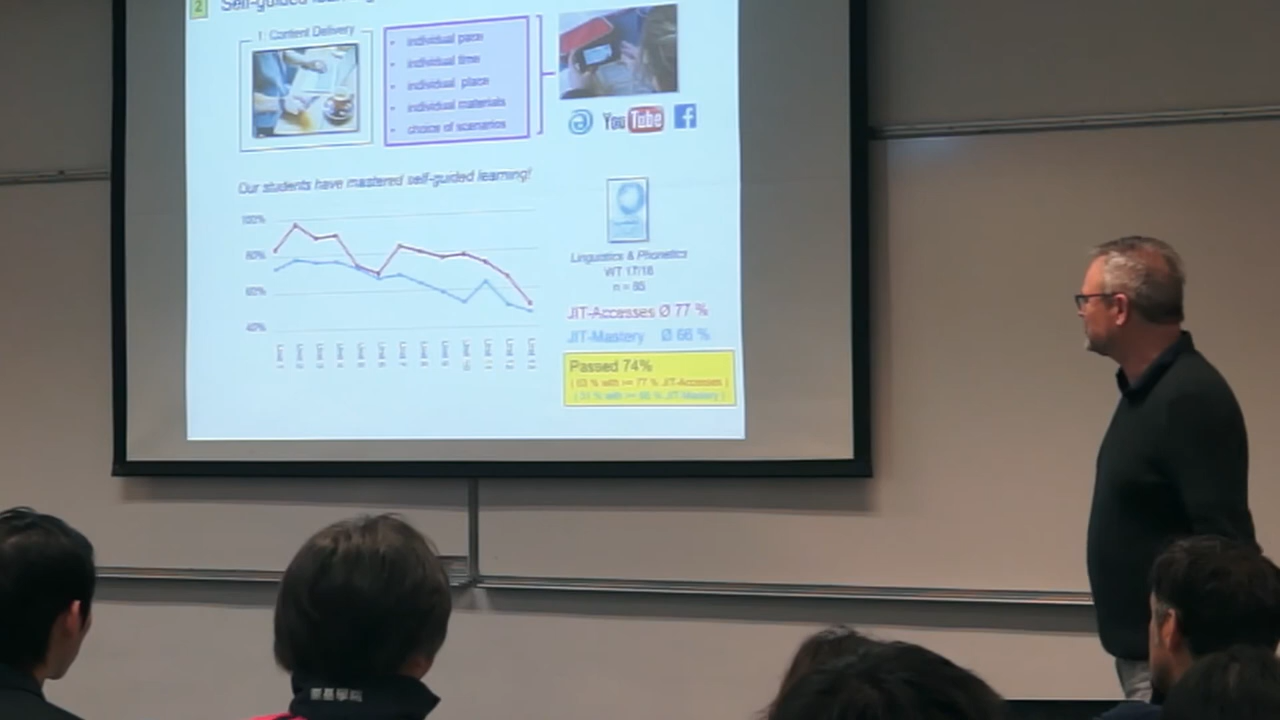 2 Self-guided learning
1. Content Delivery
• individual pace
• individual time
• individual place
• individual materials
• choice of scenarios
You Tube f
Our students have mastered self-guided learning!
100%
80%
60%
40%
Linguistics & Phonetics
WT 17/18
n = 85
JIT-Accesses Ø 77 %
JIT-Mastery Ø 66 %
Passed 74%